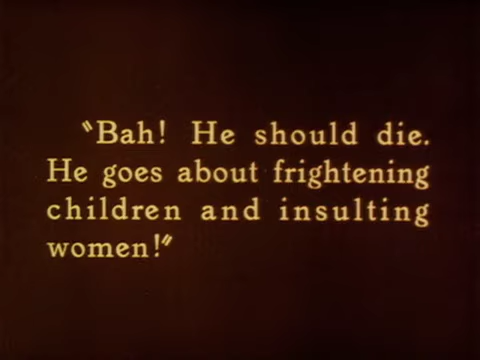 "Bah! He should die.
He goes about frightening
children and insulting
women!"